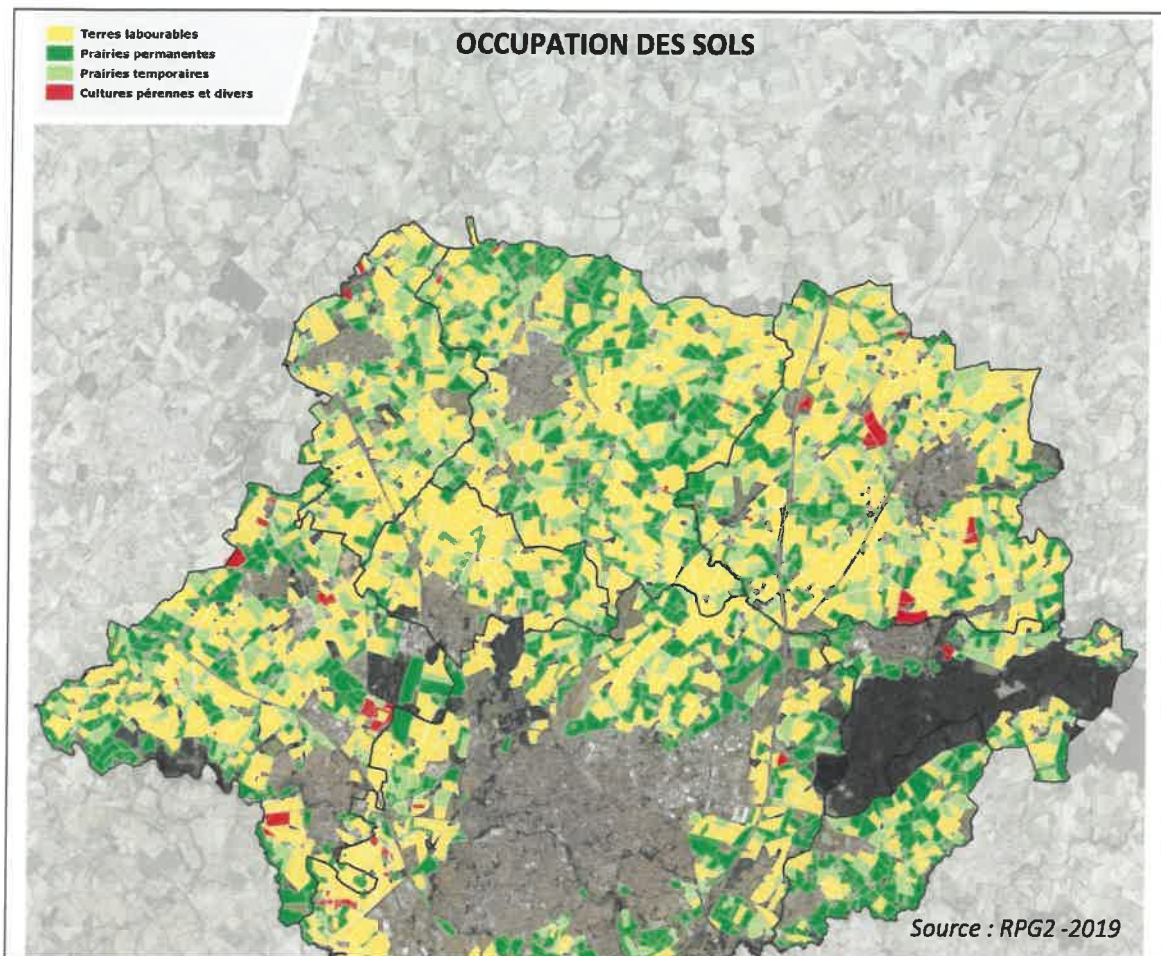 Terres labourables
Prairies permanentes
Prairies temporaires
Cultures pérennes et divers
OCCUPATION DES SOLS
Source : RPG2 -2019